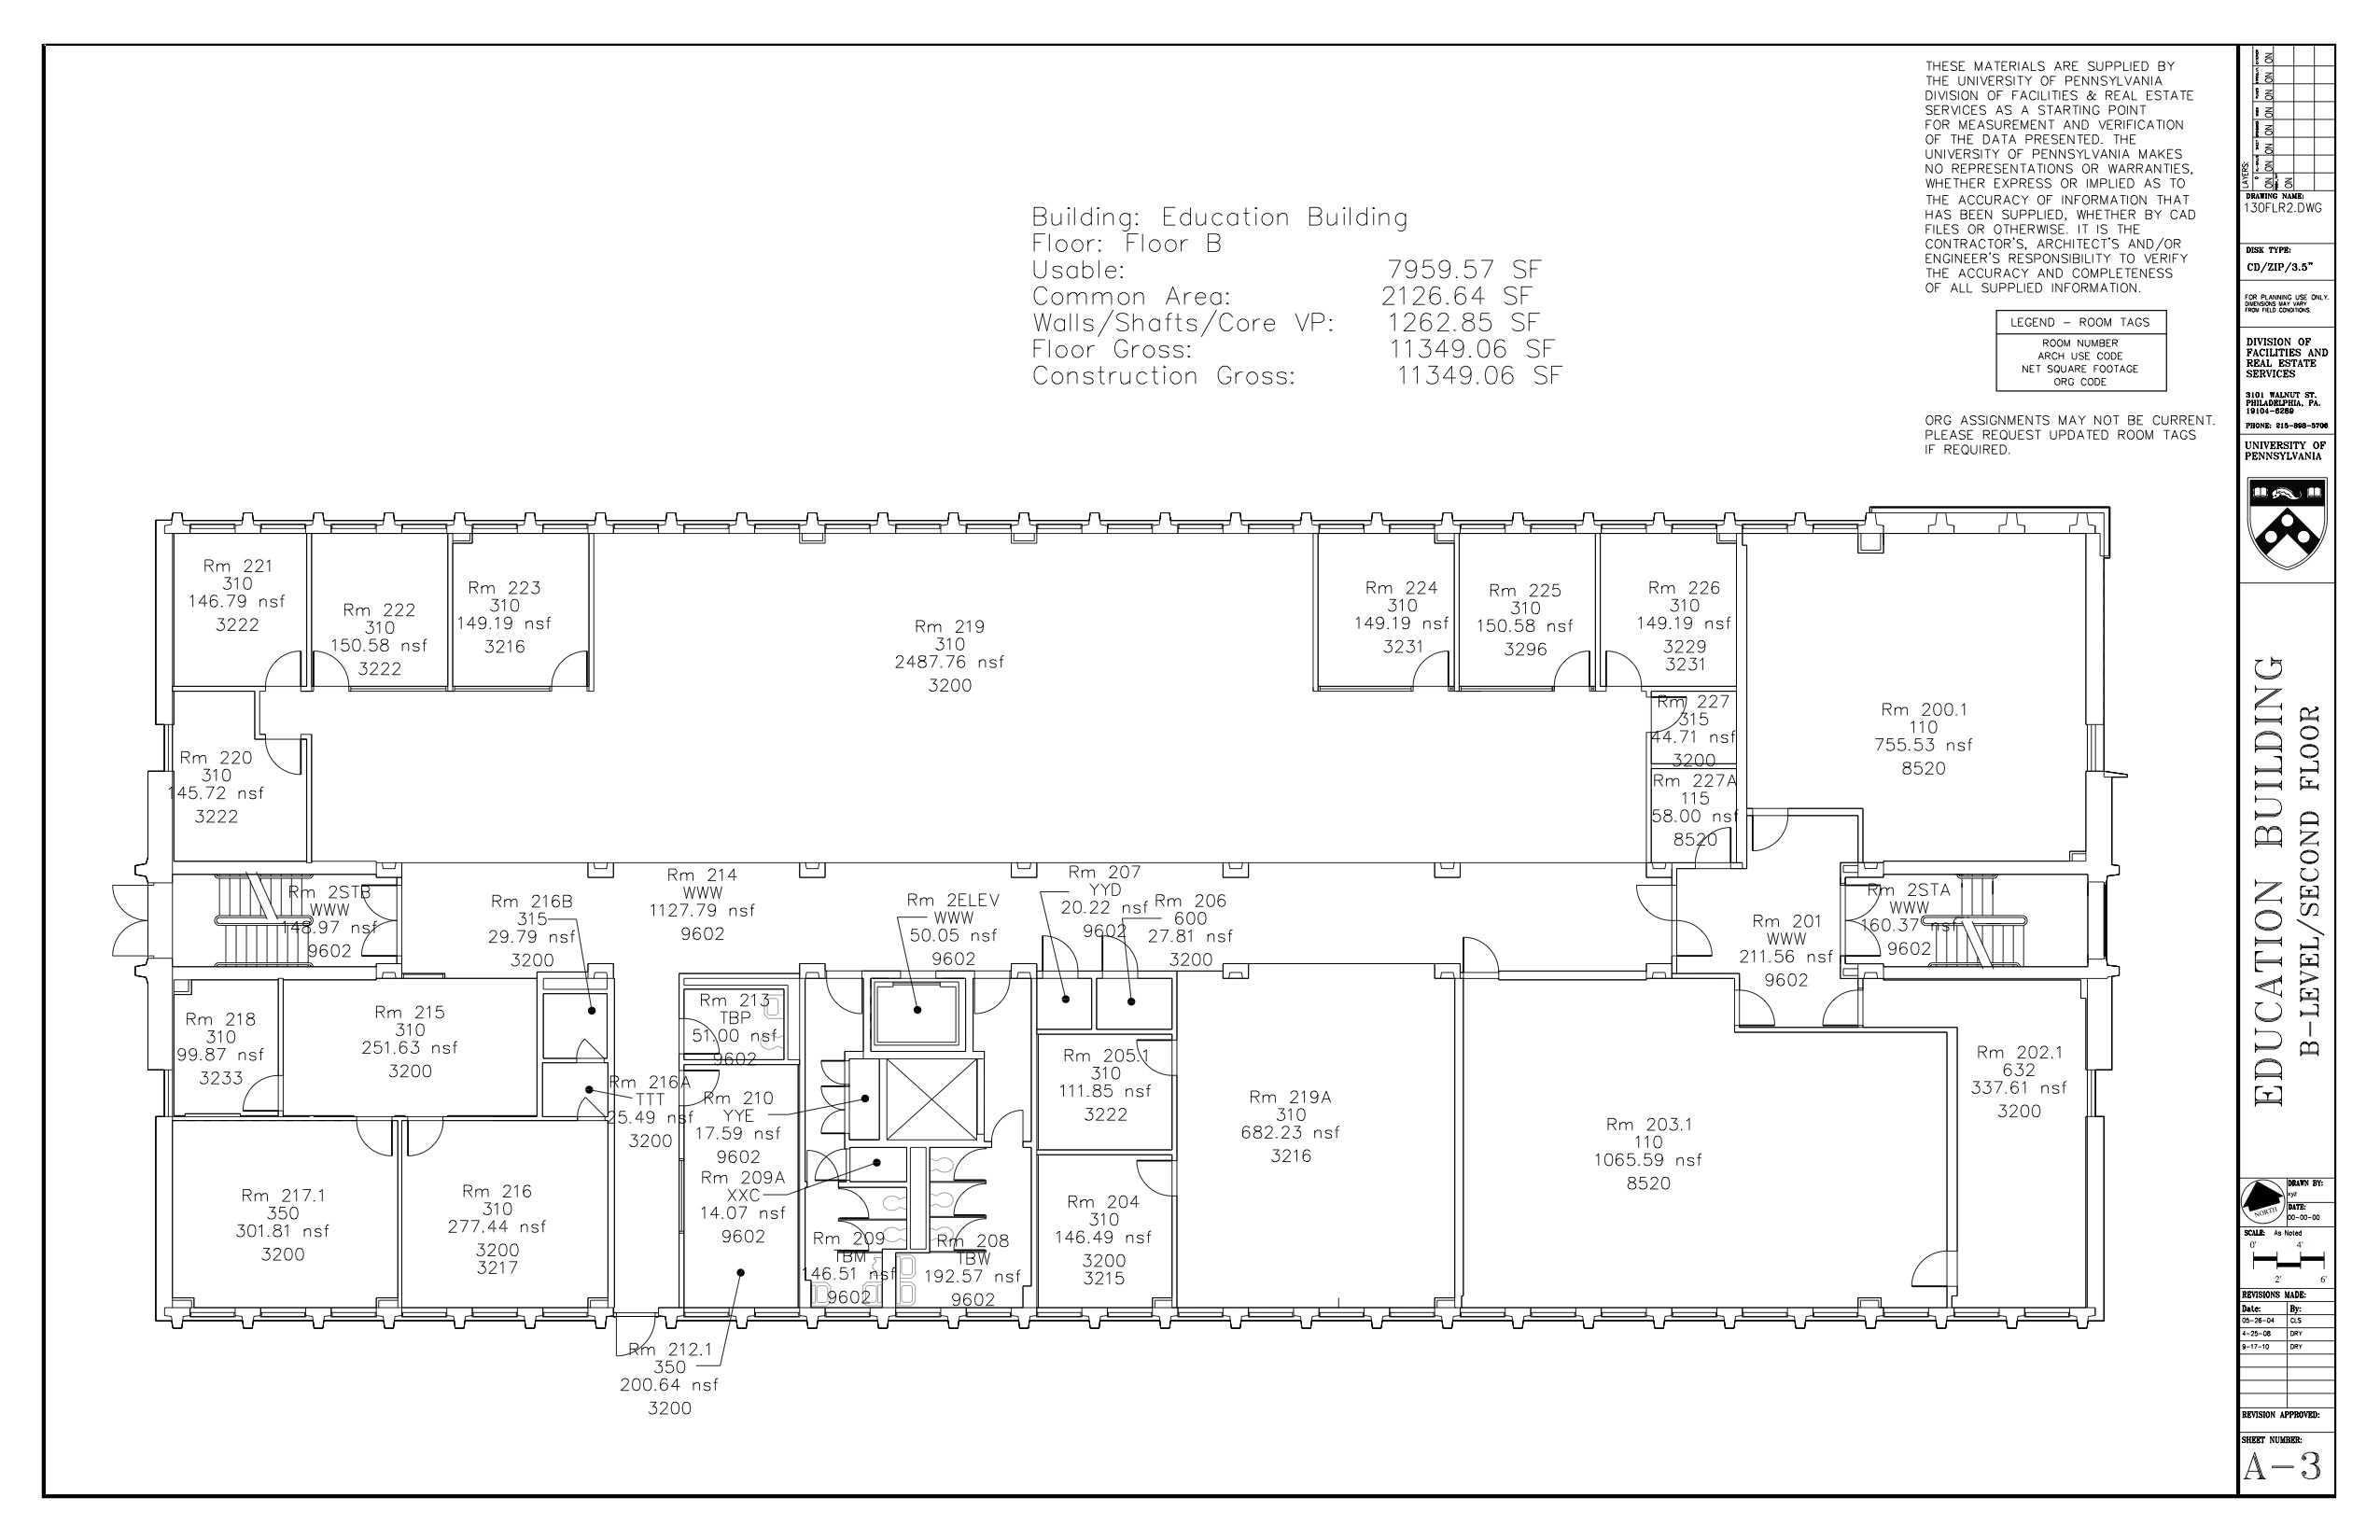 THESE MATERIALS ARE SUPPLIED BY
THE UNIVERSITY OF PENNSYLVANIA
DIVISION OF FACILITIES & REAL ESTATE
SERVICES AS A STARTING POINT
FOR MEASUREMENT AND VERIFICATION
OF THE DATA PRESENTED. THE
UNIVERSITY OF PENNSYLVANIA MAKES
NO REPRESENTATIONS OR WARRANTIES,
WHETHER EXPRESS OR IMPLIED AS TO
THE ACCURACY OF INFORMATION THAT
HAS BEEN SUPPLIED, WHETHER BY CAD
FILES OR OTHERWISE. IT IS THE
CONTRACTOR'S, ARCHITECT'S AND/OR
ENGINEER'S RESPONSIBILITY TO VERIFY
THE ACCURACY AND COMPLETENESS
OF ALL SUPPLIED INFORMATION.
LEGEND - ROOM TAGS
ROOM NUMBER
ARCH USE CODE
NET SQUARE FOOTAGE
ORG CODE
ORG ASSIGNMENTS MAY NOT BE CURRENT.
PLEASE REQUEST UPDATED ROOM TAGS
IF REQUIRED.
Building: Education Building
Floor: Floor B
Usable: 7959.57 SF
Common Area: 2126.64 SF
Walls/Shafts/Core VP: 1262.85 SF
Floor Gross: 11349.06 SF
Construction Gross: 11349.06 SF
Rm 221
310
146.79 nsf
3222
Rm 222
310
150.58 nsf
3222
Rm 223
310
149.19 nsf
3216
Rm 219
310
2487.76 nsf
3200
Rm 224
310
149.19 nsf
3231
Rm 225
310
150.58 nsf
3296
Rm 226
310
149.19 nsf
3229
3231
Rm 227
315
44.71 nsf
3200
Rm 227A
115
58.00 nsf
8520
Rm 200.1
110
755.53 nsf
8520
Rm 220
310
145.72 nsf
3222
Rm 2STB
WWW
148.97 nsf
9602
Rm 216B
315
29.79 nsf
3200
Rm 214
WWW
1127.79 nsf
9602
Rm 2ELEV
WWW
50.05 nsf
9602
Rm 207
YYD
20.22 nsf
9602
Rm 206
600
27.81 nsf
3200
Rm 201
WWW
211.56 nsf
9602
Rm 2STA
WWW
160.37 nsf
9602
Rm 218
310
99.87 nsf
3233
Rm 215
310
251.63 nsf
3200
Rm 216A
TTT
25.49 nsf
3200
Rm 213
TBP
51.00 nsf
9602
Rm 210
YYE
17.59 nsf
9602
Rm 209A
XXC
14.07 nsf
9602
Rm 205.1
310
111.85 nsf
3222
Rm 219A
310
682.23 nsf
3216
Rm 203.1
110
1065.59 nsf
8520
Rm 202.1
632
337.61 nsf
3200
Rm 217.1
350
301.81 nsf
3200
Rm 216
310
277.44 nsf
3200
3217
Rm 209
TBM
146.51 nsf
9602
Rm 208
TBW
192.57 nsf
9602
Rm 204
310
146.49 nsf
3200
3215
Rm 212.1
350
200.64 nsf
3200
LAYERS:
ON ON ON ON ON ON ON
ON
DRAWING NAME:
130FLR2.DWG
DISK TYPE:
CD/ZIP/3.5"
FOR PLANNING USE ONLY.
DIMENSIONS MAY VARY
FROM FIELD CONDITIONS.
DIVISION OF
FACILITIES AND
REAL ESTATE
SERVICES
3101 WALNUT ST.
PHILADELPHIA, PA.
19104-6289
PHONE: 215-898-5706
UNIVERSITY OF
PENNSYLVANIA
EDUCATION BUILDING
B-LEVEL/SECOND FLOOR
NORTH
DRAWN BY:
xyz
DATE:
00-00-00
SCALE: As Noted
0' 4'
2' 6'
REVISIONS MADE:
Date: By:
05-26-04 CLS
4-25-08 DRY
9-17-10 DRY
REVISION APPROVED:
SHEET NUMBER:
A-3